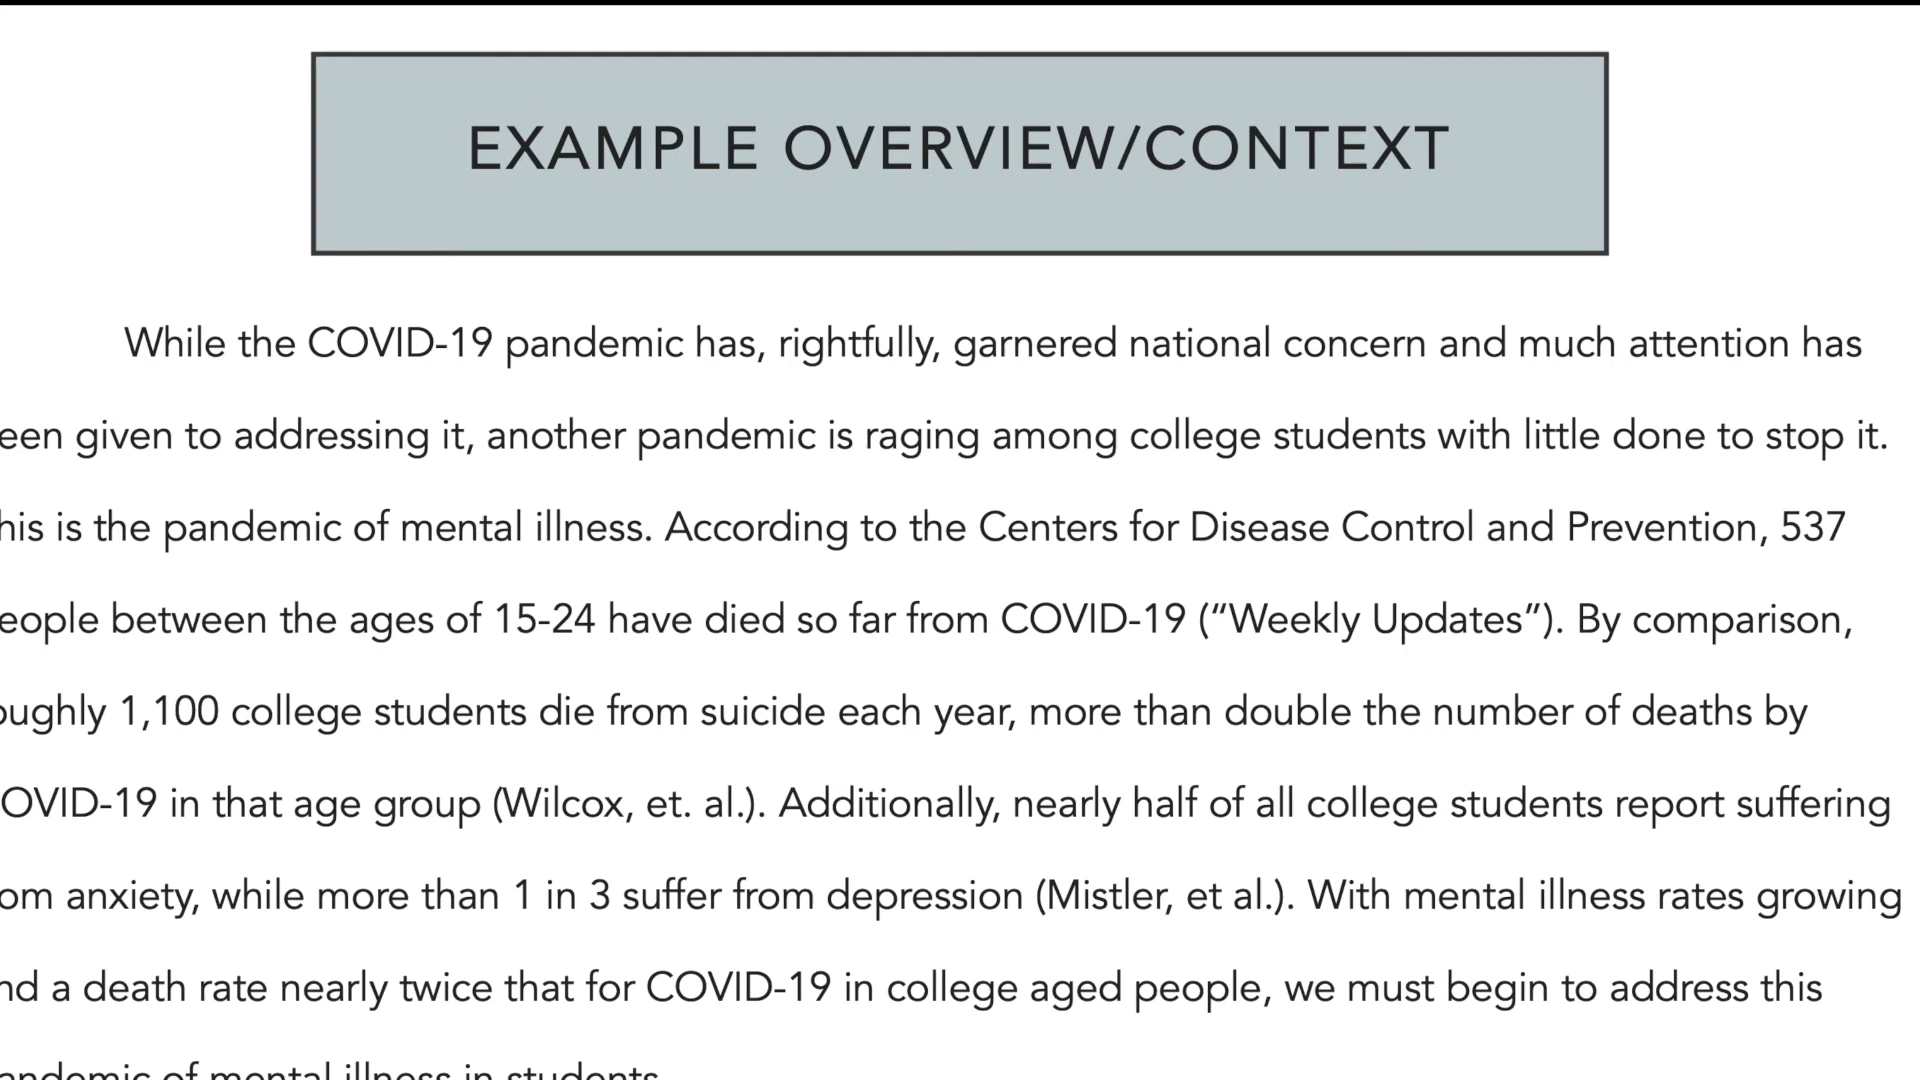 EXAMPLE OVERVIEW/CONTEXT
While the COVID-19 pandemic has, rightfully, garnered national concern and much attention has
een given to addressing it, another pandemic is raging among college students with little done to stop it.
his is the pandemic of mental illness. According to the Centers for Disease Control and Prevention, 537
eople between the ages of 15-24 have died so far from COVID-19 (“Weekly Updates”). By comparison,
oughly 1,100 college students die from suicide each year, more than double the number of deaths by
OVID-19 in that age group (Wilcox, et. al.). Additionally, nearly half of all college students report suffering
om anxiety, while more than 1 in 3 suffer from depression (Mistler, et al.). With mental illness rates growing
nd a death rate nearly twice that for COVID-19 in college aged people, we must begin to address this
andemic of mental illness in students